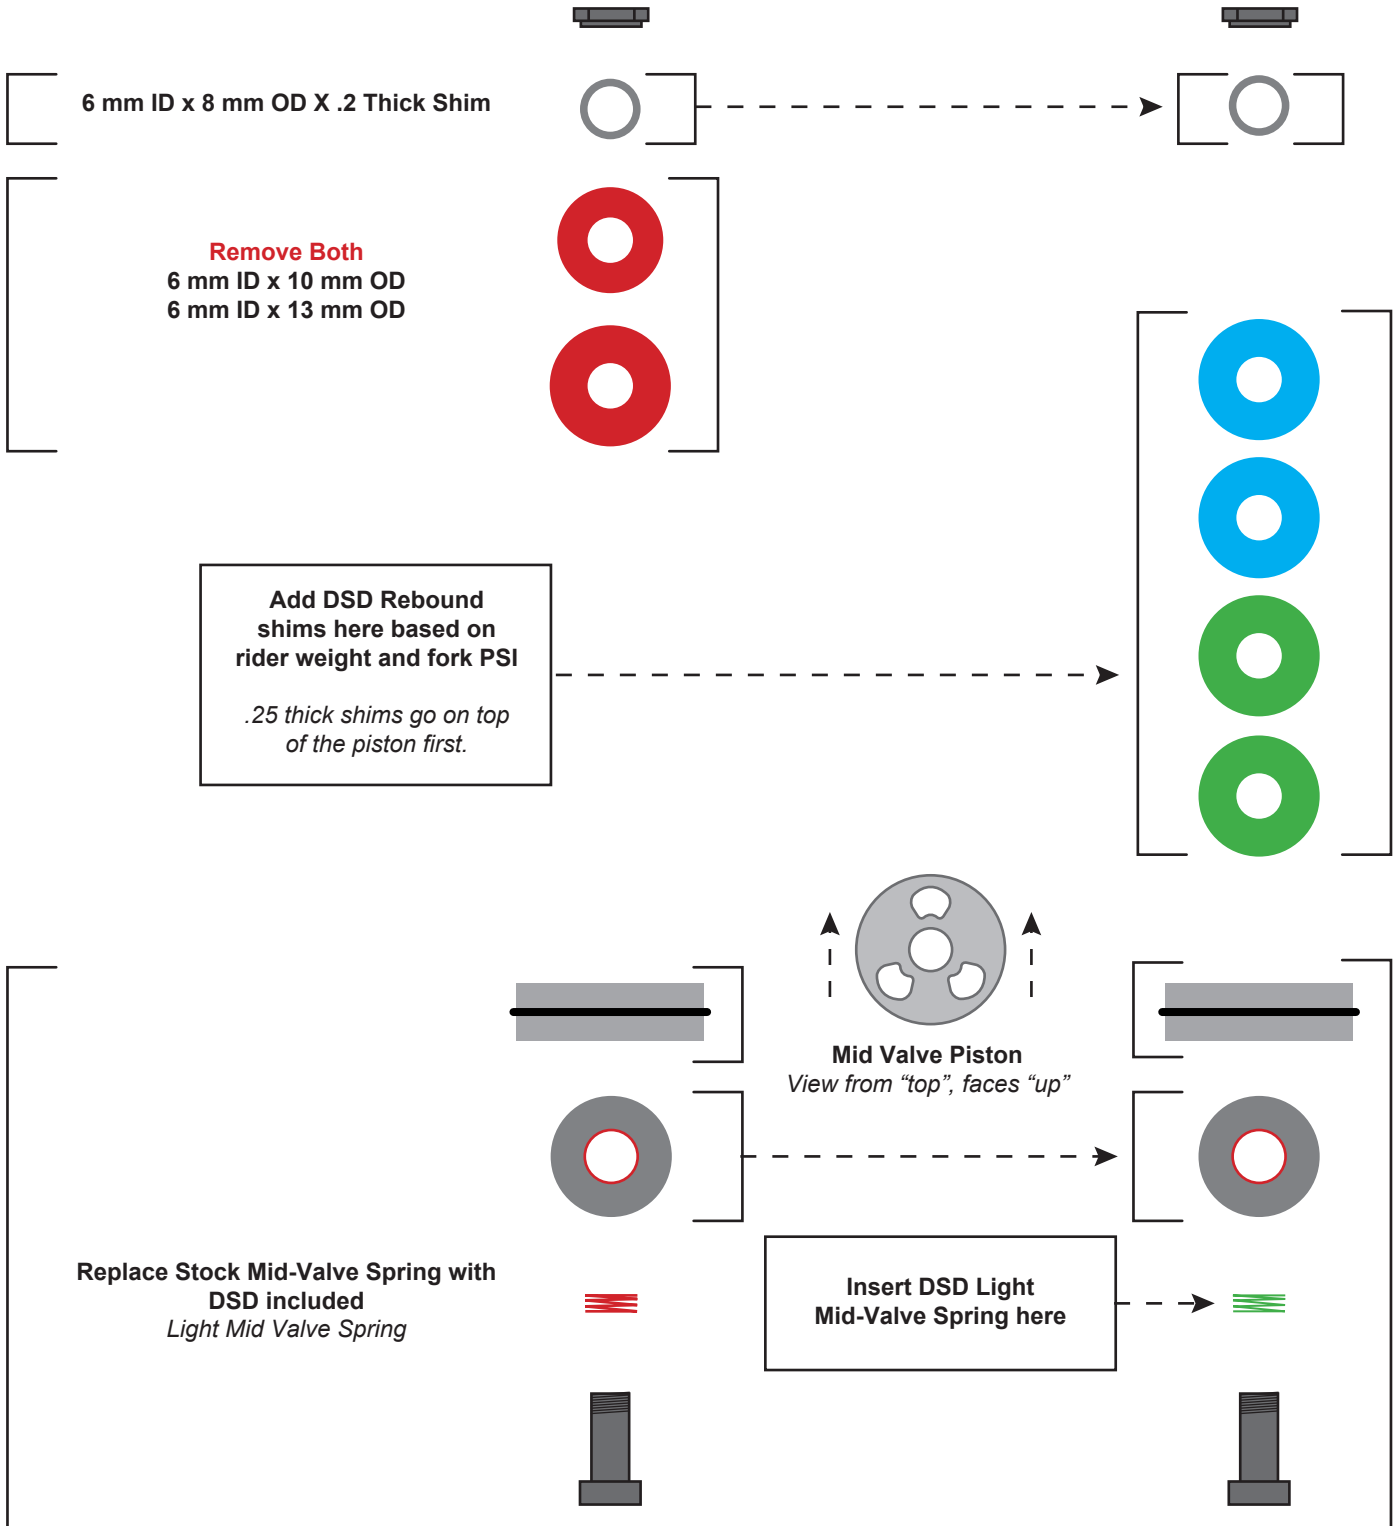 6 mm ID x 8 mm OD X .2 Thick Shim
Remove Both
6 mm ID x 10 mm OD
6 mm ID x 13 mm OD
Add DSD Rebound
shims here based on
rider weight and fork PSI
.25 thick shims go on top
of the piston first.
Mid Valve Piston
View from “top”, faces “up”
Replace Stock Mid-Valve Spring with
DSD included
Light Mid Valve Spring
Insert DSD Light
Mid-Valve Spring here